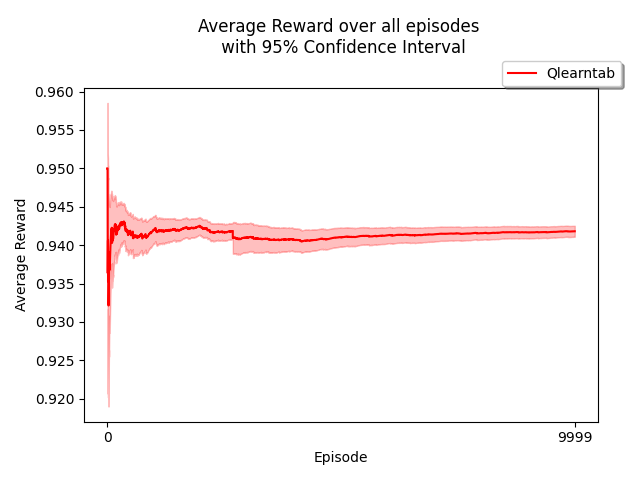 Average Reward over all episodes
with 95% Confidence Interval
Qlearntab
0.960
0.955
0.950
0.945
0.940
0.935
0.930
0.925
0.920
Average Reward
0 9999
Episode